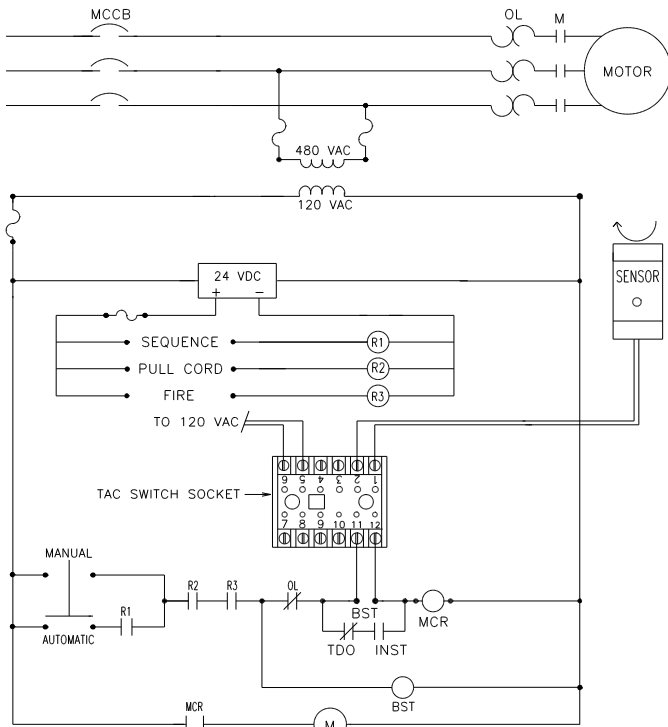 MCCB
OL
M
MOTOR
480 VAC
120 VAC
24 VDC
+ −
SENSOR
SEQUENCE
R1
PULL CORD
R2
FIRE
R3
TO 120 VAC
6 5 4 3 2 1
TAC SWITCH SOCKET
7 8 9 10 11 12
MANUAL
R1
AUTOMATIC
R2
R3
OL
BST
TDO
INST
MCR
BST
MCR
M